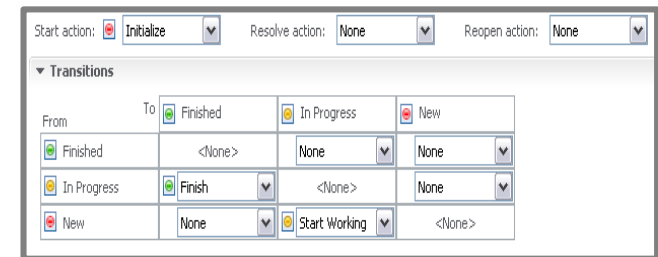 Start action: Initialize Resolve action: None Reopen action: None
Transitions
To
From Finished In Progress New
Finished <None> None None
In Progress Finish <None> None
New None Start Working <None>